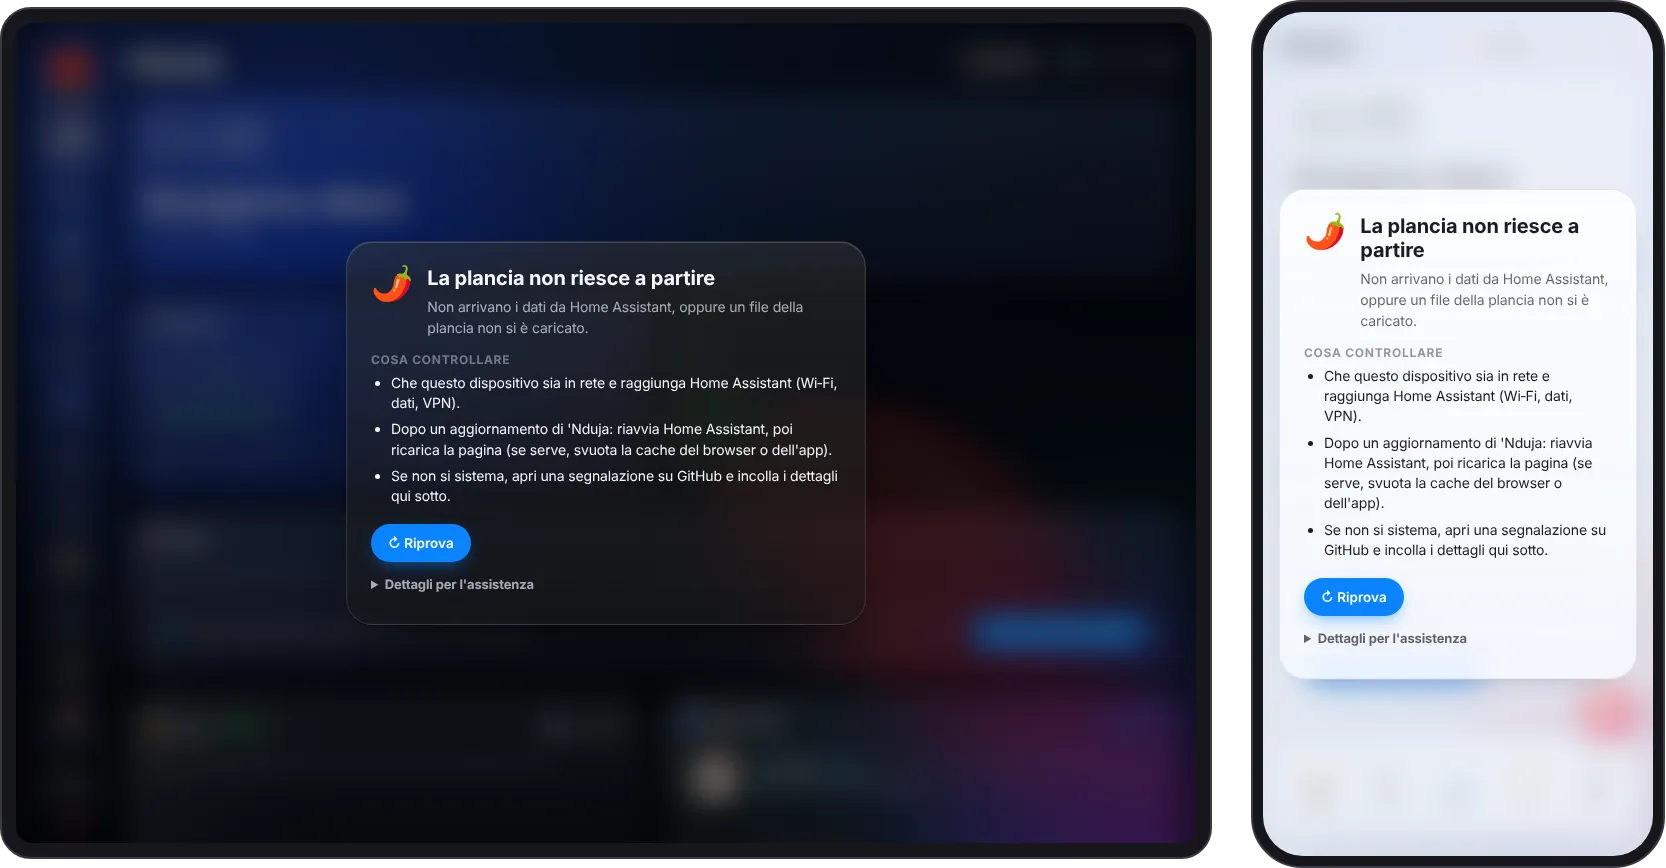 La plancia non riesce a partire
Non arrivano i dati da Home Assistant, oppure un file della
plancia non si è caricato.
COSA CONTROLLARE
• Che questo dispositivo sia in rete e raggiunga Home Assistant (Wi-Fi,
dati, VPN).
• Dopo un aggiornamento di 'Nduja: riavvia Home Assistant, poi
ricarica la pagina (se serve, svuota la cache del browser o dell'app).
• Se non si sistema, apri una segnalazione su GitHub e incolla i dettagli
qui sotto.
↻ Riprova
▶ Dettagli per l'assistenza
La plancia non riesce a
partire
Non arrivano i dati da Home Assistant,
oppure un file della plancia non si è
caricato.
COSA CONTROLLARE
• Che questo dispositivo sia in rete e
raggiunga Home Assistant (Wi-Fi, dati,
VPN).
• Dopo un aggiornamento di 'Nduja: riavvia
Home Assistant, poi ricarica la pagina (se
serve, svuota la cache del browser o
dell'app).
• Se non si sistema, apri una segnalazione su
GitHub e incolla i dettagli qui sotto.
↻ Riprova
▶ Dettagli per l'assistenza